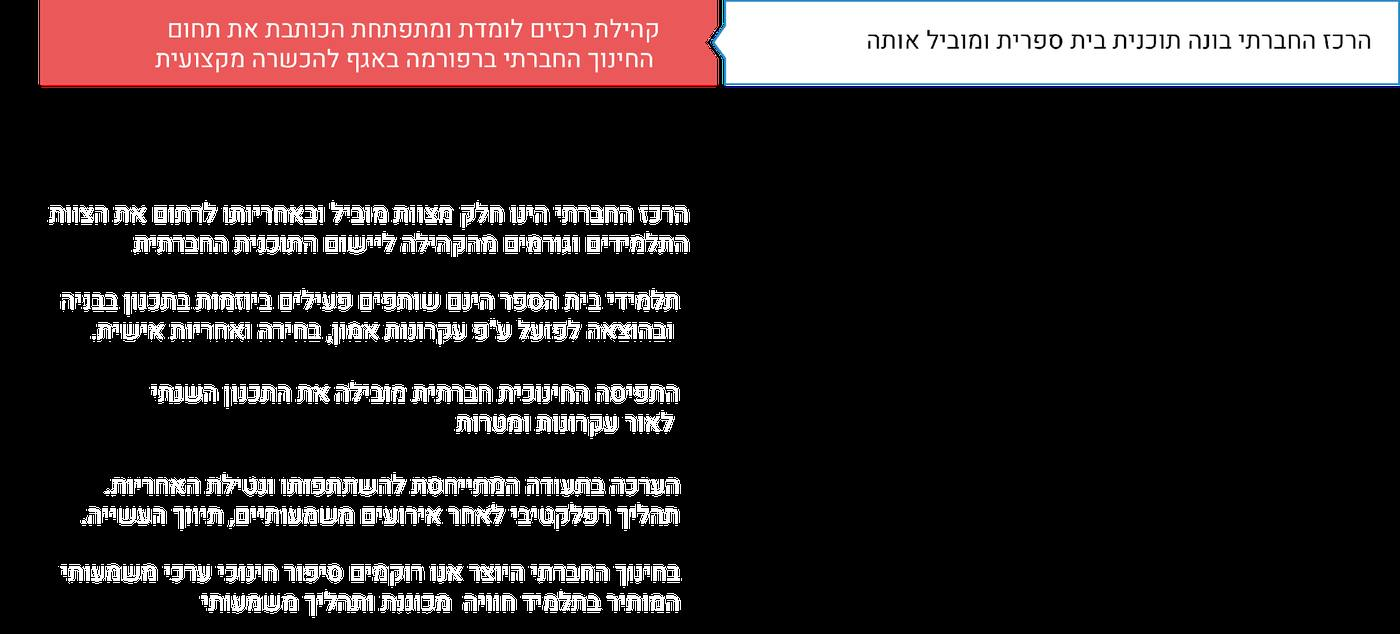 הרכז החברתי בונה תוכנית בית ספרית ומוביל אותה
קהילת רכזים לומדת ומתפתחת הכותבת את תחום
החינוך החברתי ברפורמה באגף להכשרה מקצועית
הרכז החברתי הינו חלק מצוות מוביל ובאחריותו לרתום את הצוות
התלמידים וגורמים מהקהילה ליישום התוכנית החברתית
תלמידי בית הספר הינם שותפים פעילים ביוזמות בתכנון בבניה
ובהוצאה לפועל ע"פ עקרונות אמון, בחירה ואחריות אישית.
התפיסה החינוכית חברתית מובילה את התכנון השנתי
לאור עקרונות ומטרות
הערכה בתעודה המתייחסת להשתתפותו ונטילת האחריות.
תהליך רפלקטיבי לאחר אירועים משמעותיים, תיווך העשייה.
בחינוך החברתי היוצר אנו רוקמים סיפור חינוכי ערכי משמעותי
המותיר בתלמיד חוויה מכוננת ותהליך משמעותי